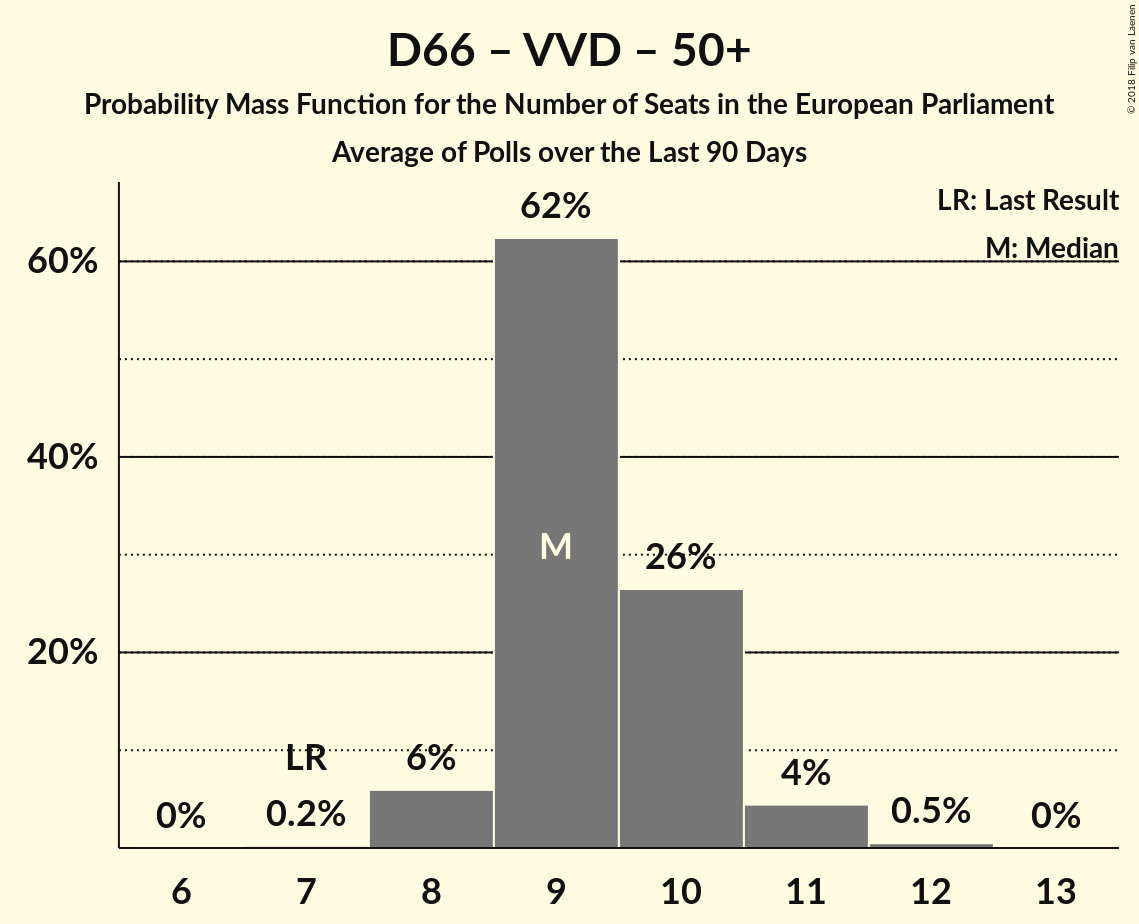 D66 – VVD – 50+
Probability Mass Function for the Number of Seats in the European Parliament
Average of Polls over the Last 90 Days
© 2018 Filip van Laenen
LR: Last Result
M: Median
62%
60%
40%
M
26%
20%
LR
6%
4%
0%
0.2%
0.5%
0%
6 7 8 9 10 11 12 13